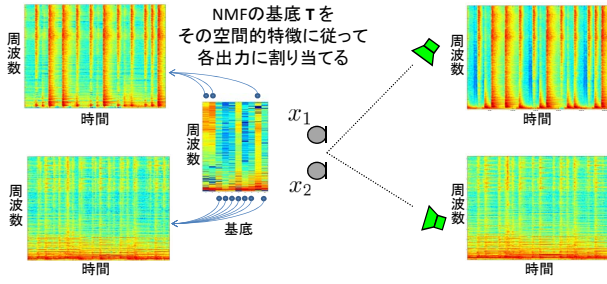 NMFの基底 T を
その空間的特徴に従って
各出力に割り当てる
周波数
時間
周波数
時間
周波数
基底
x1
x2
周波数
時間
周波数
時間